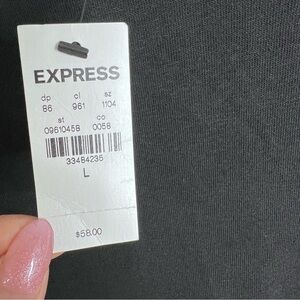 EXPRESS
dp cl sz
86 961 1104
st co
09610458 0058
33484235
L
$58.00